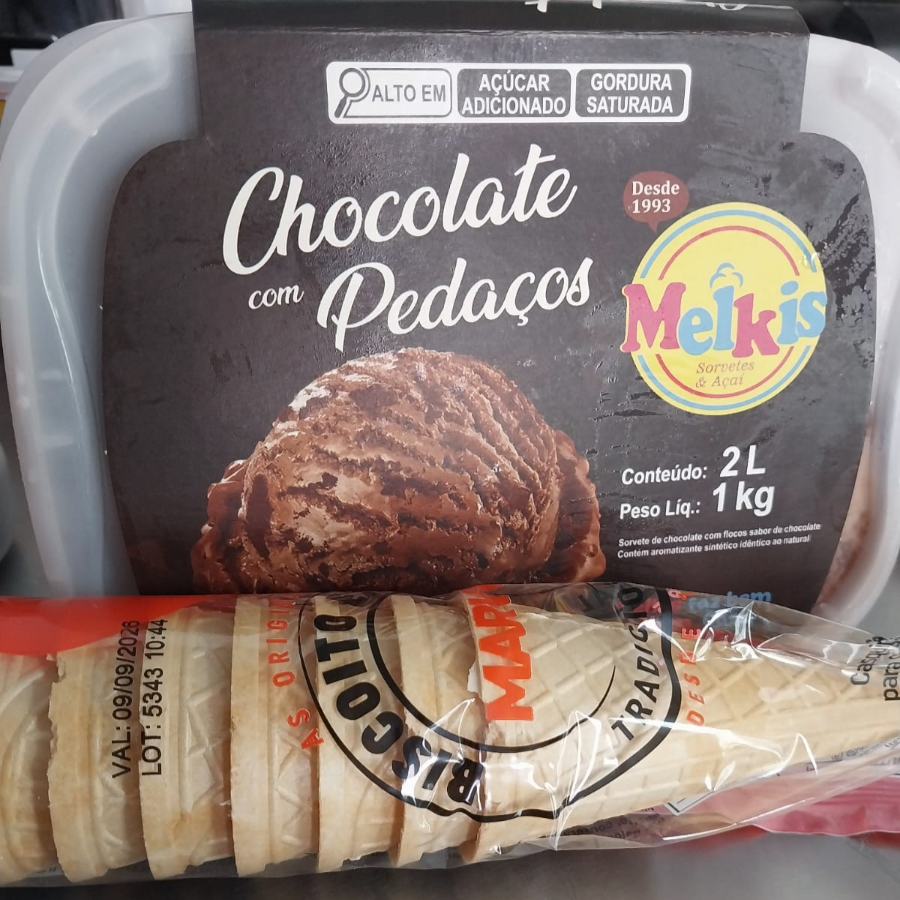 ALTO EM
AÇÚCAR
ADICIONADO
GORDURA
SATURADA
Chocolate
com Pedaços
Desde
1993
Melkis
Sorvetes
& Açaí
Conteúdo: 2 L
Peso Líq.: 1 kg
Sorvete de chocolate com flocos sabor de chocolate
Contém aromatizante sintético idêntico ao natural
VAL: 09/09/2026
LOT: 5343 10:44
AS
BISCOITO
DESDE